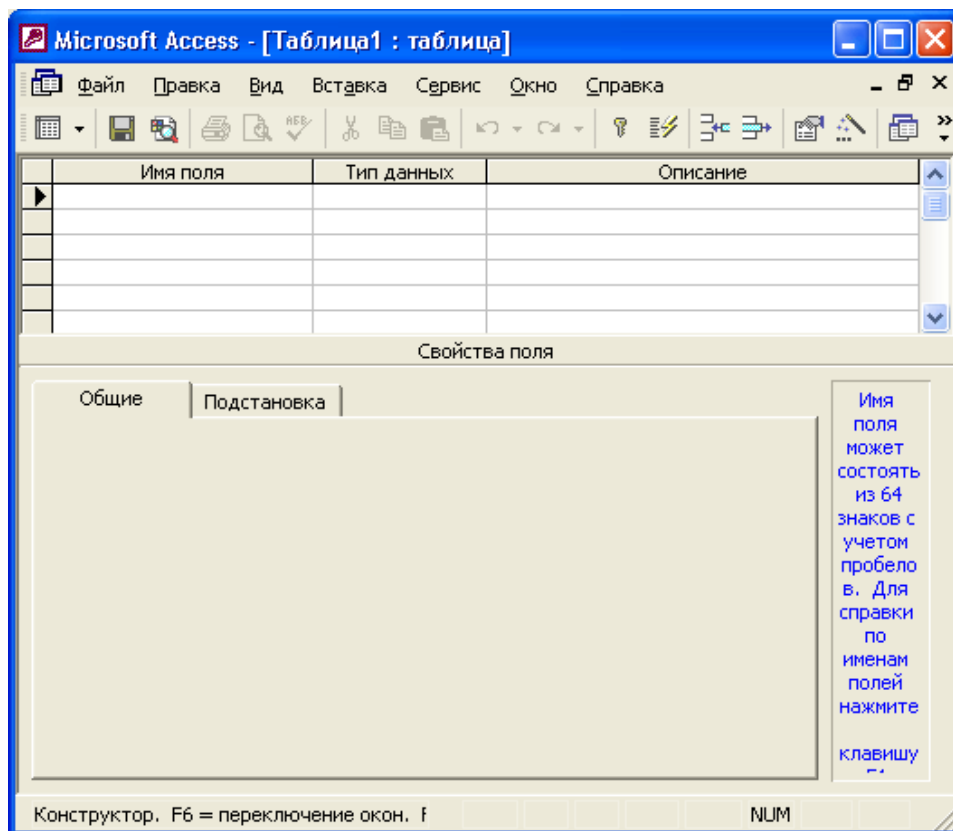 Microsoft Access - [Таблица1 : таблица]
Файл Правка Вид Вставка Сервис Окно Справка
Имя поля Тип данных Описание
Свойства поля
Общие Подстановка
Имя
поля
может
состоять
из 64
знаков с
учетом
пробело
в. Для
справки
по
именам
полей
нажмите
клавишу
Конструктор. F6 = переключение окон. F NUM